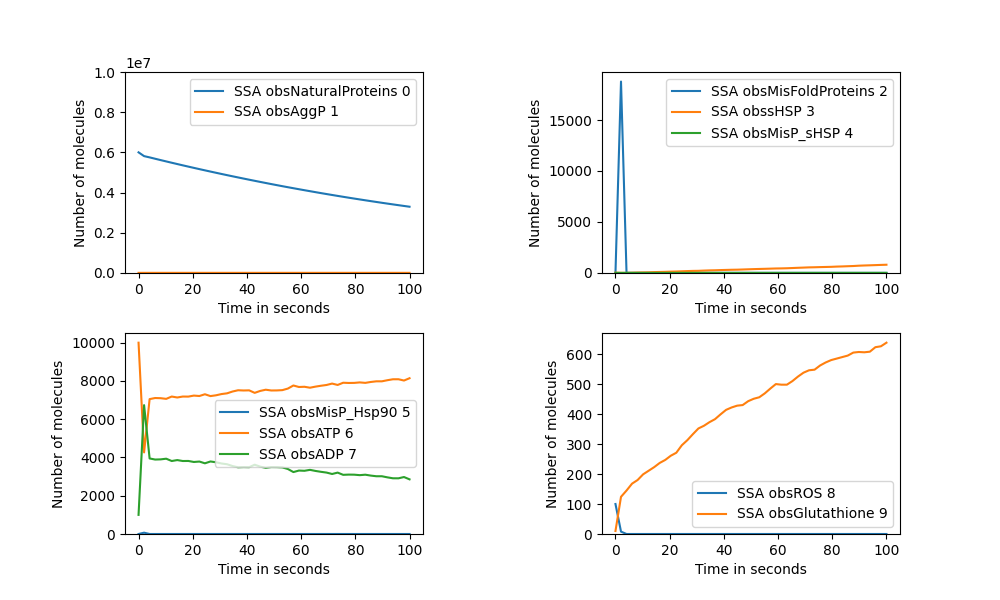 1e7
1.0
0.8
0.6
0.4
0.2
0.0
Number of molecules
SSA obsNaturalProteins 0
SSA obsAggP 1
0 20 40 60 80 100
Time in seconds
15000
10000
5000
0
Number of molecules
SSA obsMisFoldProteins 2
SSA obssHSP 3
SSA obsMisP_sHSP 4
0 20 40 60 80 100
Time in seconds
10000
8000
6000
4000
2000
0
Number of molecules
SSA obsMisP_Hsp90 5
SSA obsATP 6
SSA obsADP 7
0 20 40 60 80 100
Time in seconds
600
500
400
300
200
100
0
Number of molecules
SSA obsROS 8
SSA obsGlutathione 9
0 20 40 60 80 100
Time in seconds